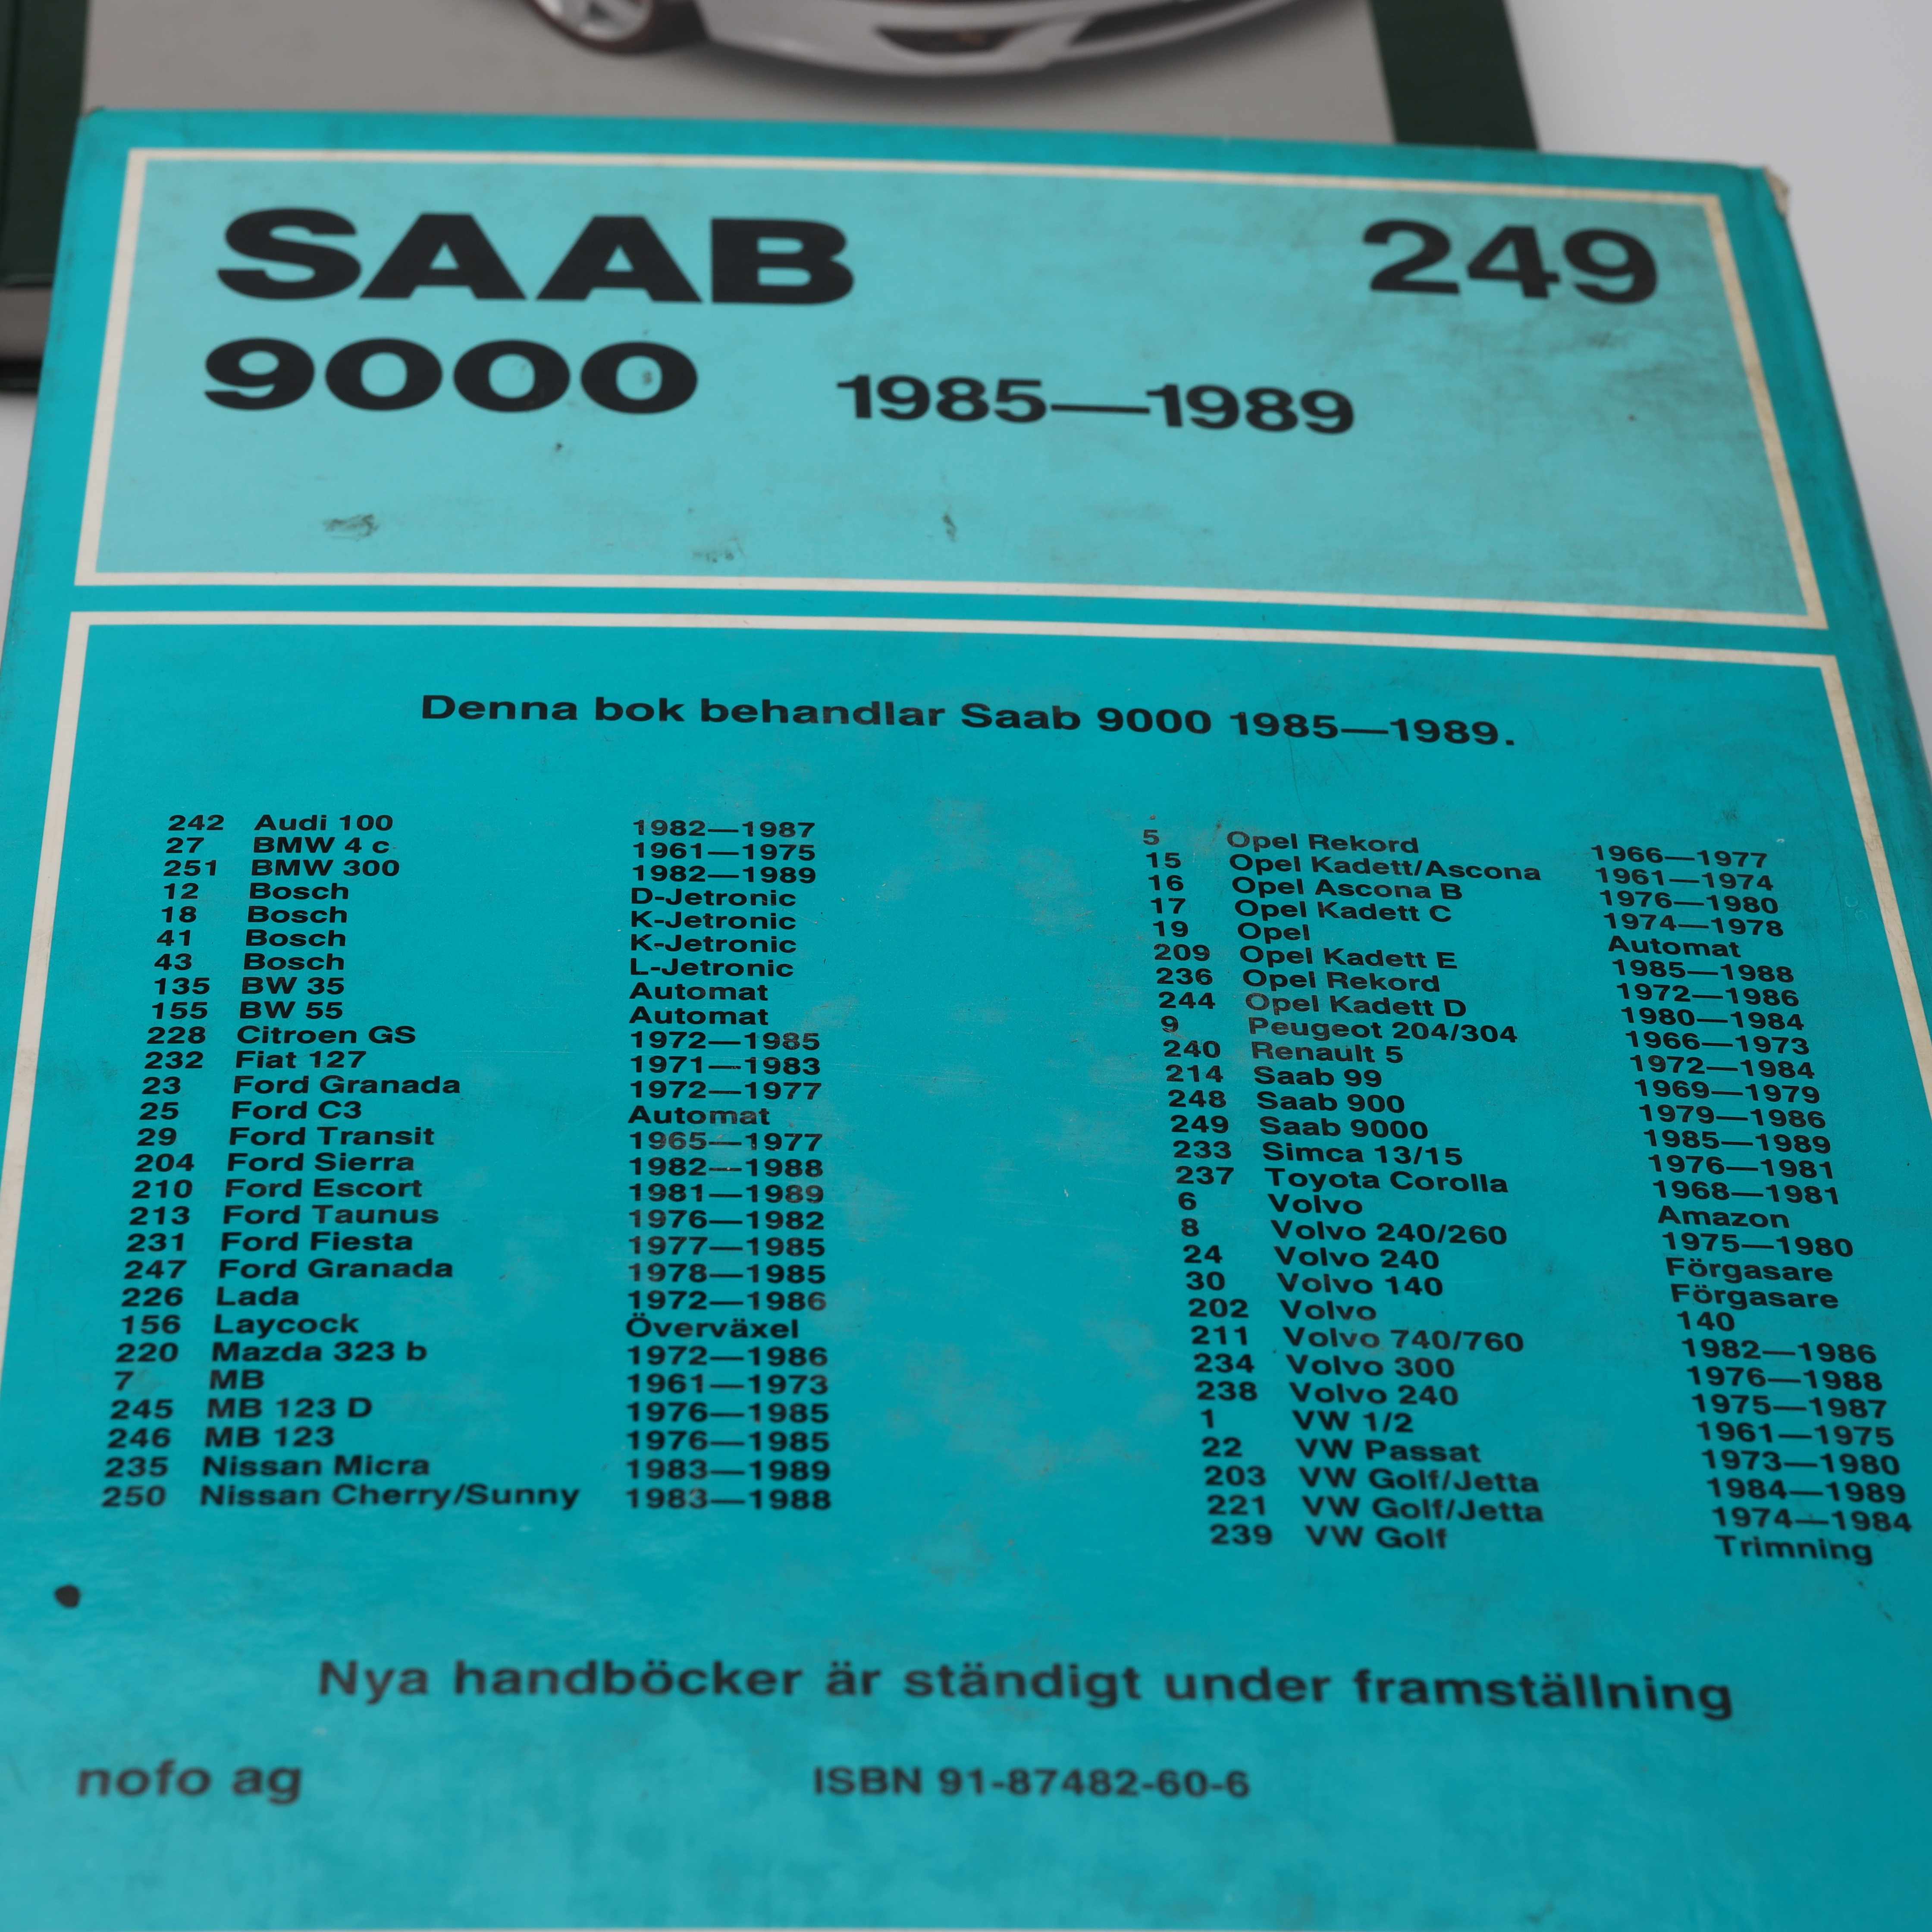 SAAB 249
9000 1985—1989
Denna bok behandlar Saab 9000 1985—1989.
242 Audi 100 1982—1987
27 BMW 4 c 1961—1975
251 BMW 300 1982—1989
12 Bosch D-Jetronic
18 Bosch K-Jetronic
41 Bosch K-Jetronic
43 Bosch L-Jetronic
135 BW 35 Automat
155 BW 55 Automat
228 Citroen GS 1972—1985
232 Fiat 127 1971—1983
23 Ford Granada 1972—1977
25 Ford C3 Automat
29 Ford Transit 1965—1977
204 Ford Sierra 1982—1988
210 Ford Escort 1981—1989
213 Ford Taunus 1976—1982
231 Ford Fiesta 1977—1985
247 Ford Granada 1978—1985
226 Lada 1972—1986
156 Laycock Överväxel
220 Mazda 323 b 1972—1986
7 MB 1961—1973
245 MB 123 D 1976—1985
246 MB 123 1976—1985
235 Nissan Micra 1983—1989
250 Nissan Cherry/Sunny 1983—1988
5 Opel Rekord 1966—1977
15 Opel Kadett/Ascona 1961—1974
16 Opel Ascona B 1976—1980
17 Opel Kadett C 1974—1978
19 Opel Automat
209 Opel Kadett E 1985—1988
236 Opel Rekord 1972—1986
244 Opel Kadett D 1980—1984
9 Peugeot 204/304 1966—1973
240 Renault 5 1972—1984
214 Saab 99 1969—1979
248 Saab 900 1979—1986
249 Saab 9000 1985—1989
233 Simca 13/15 1976—1981
237 Toyota Corolla 1968—1981
6 Volvo Amazon
8 Volvo 240/260 1975—1980
24 Volvo 240 Förgasare
30 Volvo 140 Förgasare
202 Volvo 140
211 Volvo 740/760 1982—1986
234 Volvo 300 1976—1988
238 Volvo 240 1975—1987
1 VW 1/2 1961—1975
22 VW Passat 1973—1980
203 VW Golf/Jetta 1984—1989
221 VW Golf/Jetta 1974—1984
239 VW Golf Trimning
Nya handböcker är ständigt under framställning
nofo ag ISBN 91-87482-60-6